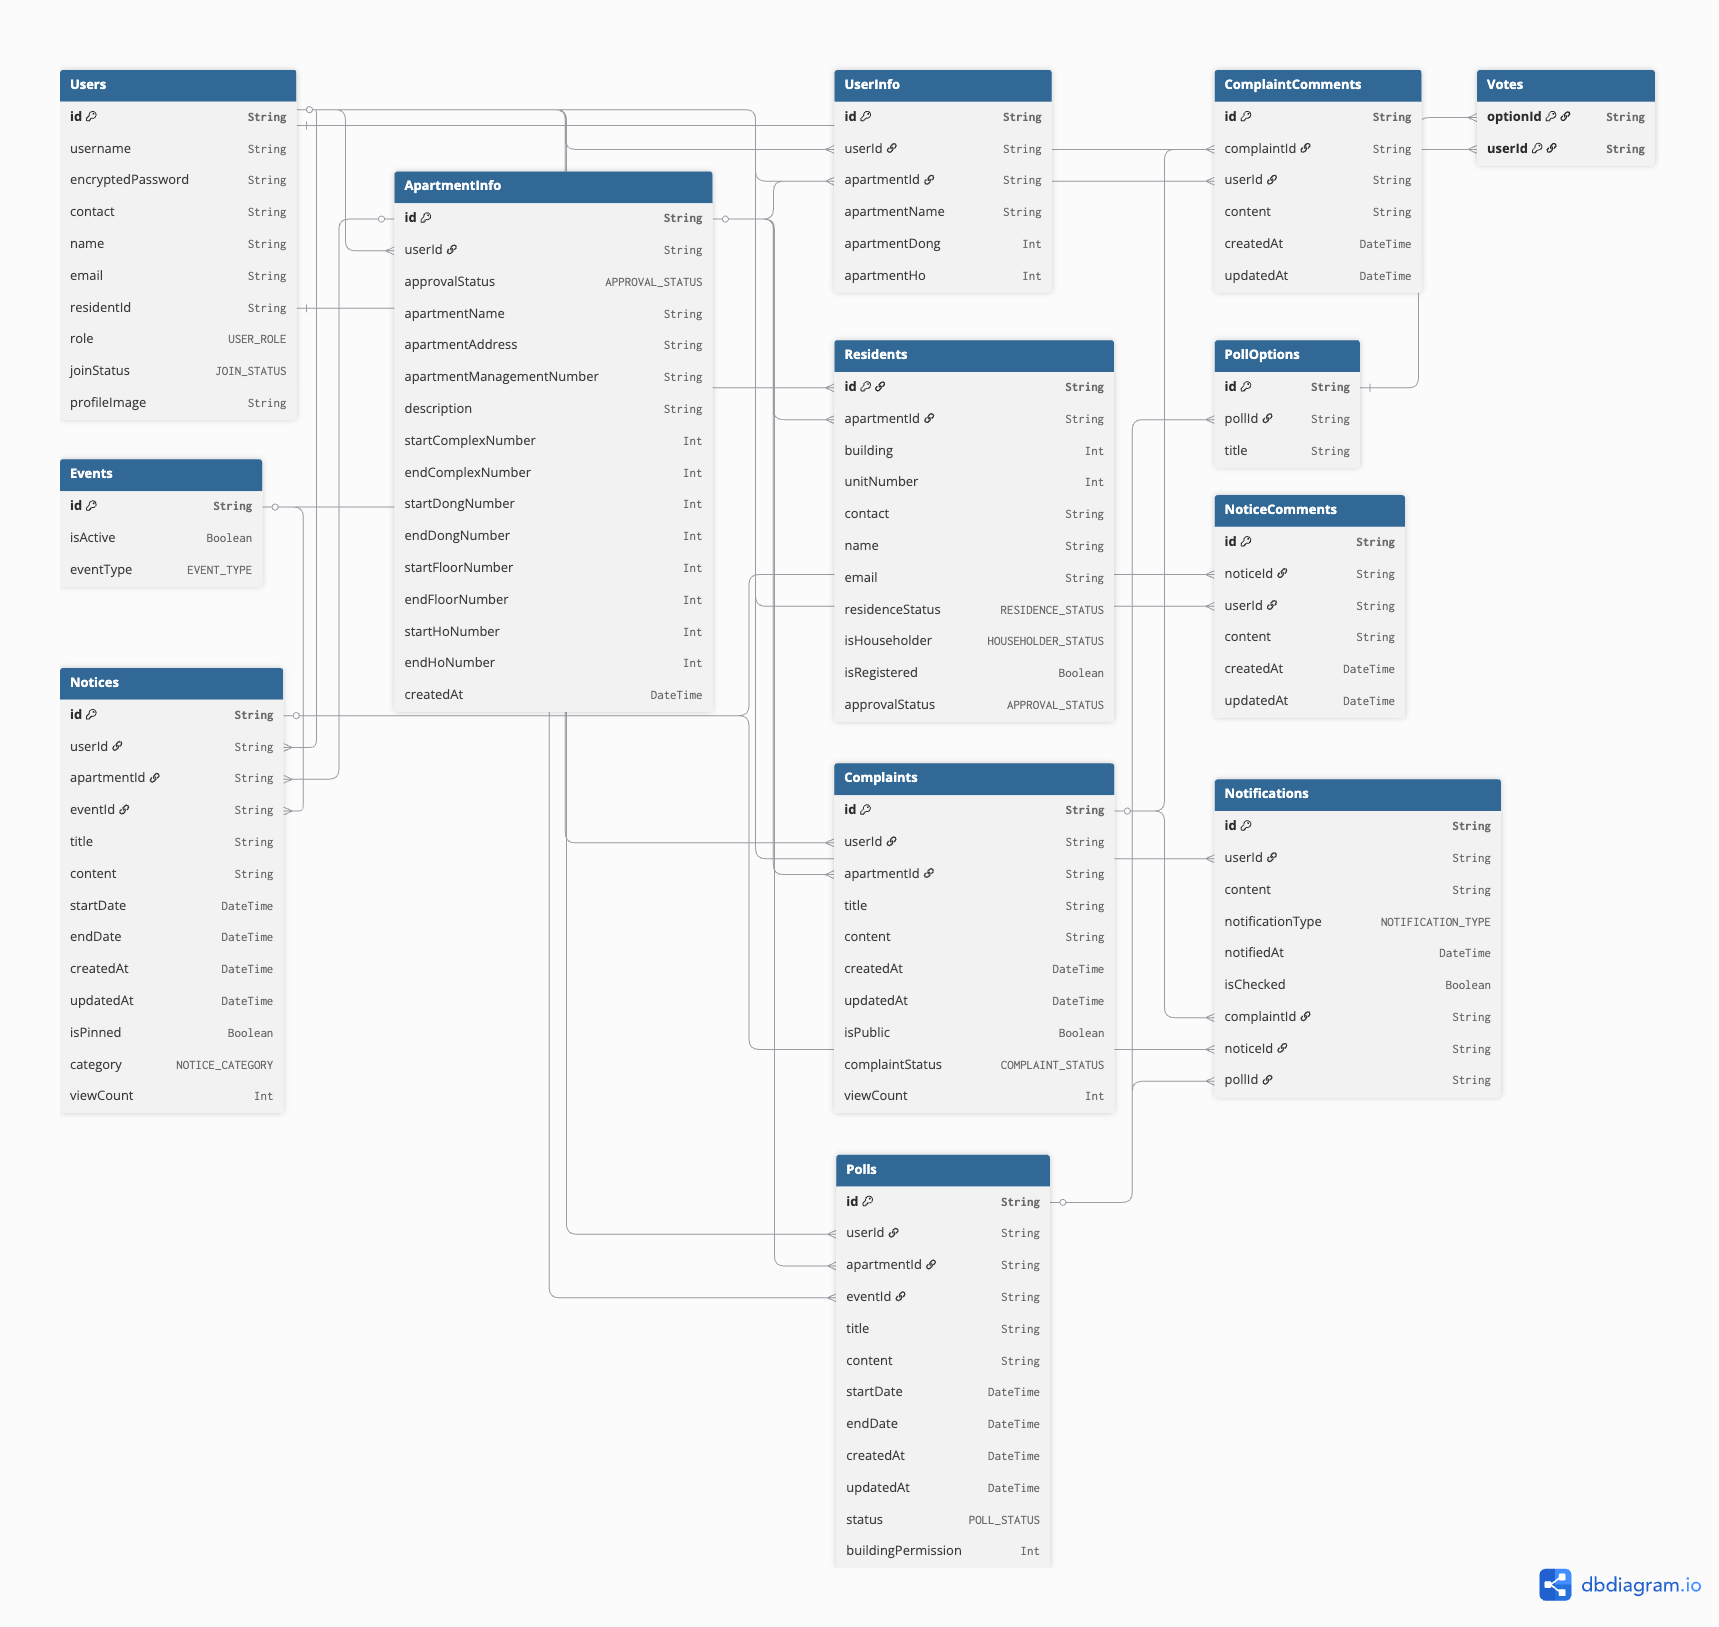 Users
id String
username String
encryptedPassword String
contact String
name String
email String
residentId String
role USER_ROLE
joinStatus JOIN_STATUS
profileImage String
Events
id String
isActive Boolean
eventType EVENT_TYPE
Notices
id String
userId String
apartmentId String
eventId String
title String
content String
startDate DateTime
endDate DateTime
createdAt DateTime
updatedAt DateTime
isPinned Boolean
category NOTICE_CATEGORY
viewCount Int
ApartmentInfo
id String
userId String
approvalStatus APPROVAL_STATUS
apartmentName String
apartmentAddress String
apartmentManagementNumber String
description String
startComplexNumber Int
endComplexNumber Int
startDongNumber Int
endDongNumber Int
startFloorNumber Int
endFloorNumber Int
startHoNumber Int
endHoNumber Int
createdAt DateTime
UserInfo
id String
userId String
apartmentId String
apartmentName String
apartmentDong Int
apartmentHo Int
Residents
id String
apartmentId String
building Int
unitNumber Int
contact String
name String
email String
residenceStatus RESIDENCE_STATUS
isHouseholder HOUSEHOLDER_STATUS
isRegistered Boolean
approvalStatus APPROVAL_STATUS
Complaints
id String
userId String
apartmentId String
title String
content String
createdAt DateTime
updatedAt DateTime
isPublic Boolean
complaintStatus COMPLAINT_STATUS
viewCount Int
Polls
id String
userId String
apartmentId String
eventId String
title String
content String
startDate DateTime
endDate DateTime
createdAt DateTime
updatedAt DateTime
status POLL_STATUS
buildingPermission Int
ComplaintComments
id String
complaintId String
userId String
content String
createdAt DateTime
updatedAt DateTime
PollOptions
id String
pollId String
title String
NoticeComments
id String
noticeId String
userId String
content String
createdAt DateTime
updatedAt DateTime
Notifications
id String
userId String
content String
notificationType NOTIFICATION_TYPE
notifiedAt DateTime
isChecked Boolean
complaintId String
noticeId String
pollId String
Votes
optionId String
userId String
dbdiagram.io